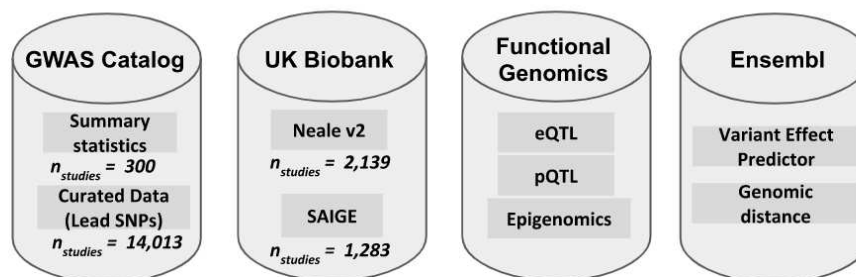 GWAS Catalog
Summary
statistics
n_studies = 300
Curated Data
(Lead SNPs)
n_studies = 14,013
UK Biobank
Neale v2
n_studies = 2,139
SAIGE
n_studies = 1,283
Functional
Genomics
eQTL
pQTL
Epigenomics
Ensembl
Variant Effect
Predictor
Genomic
distance